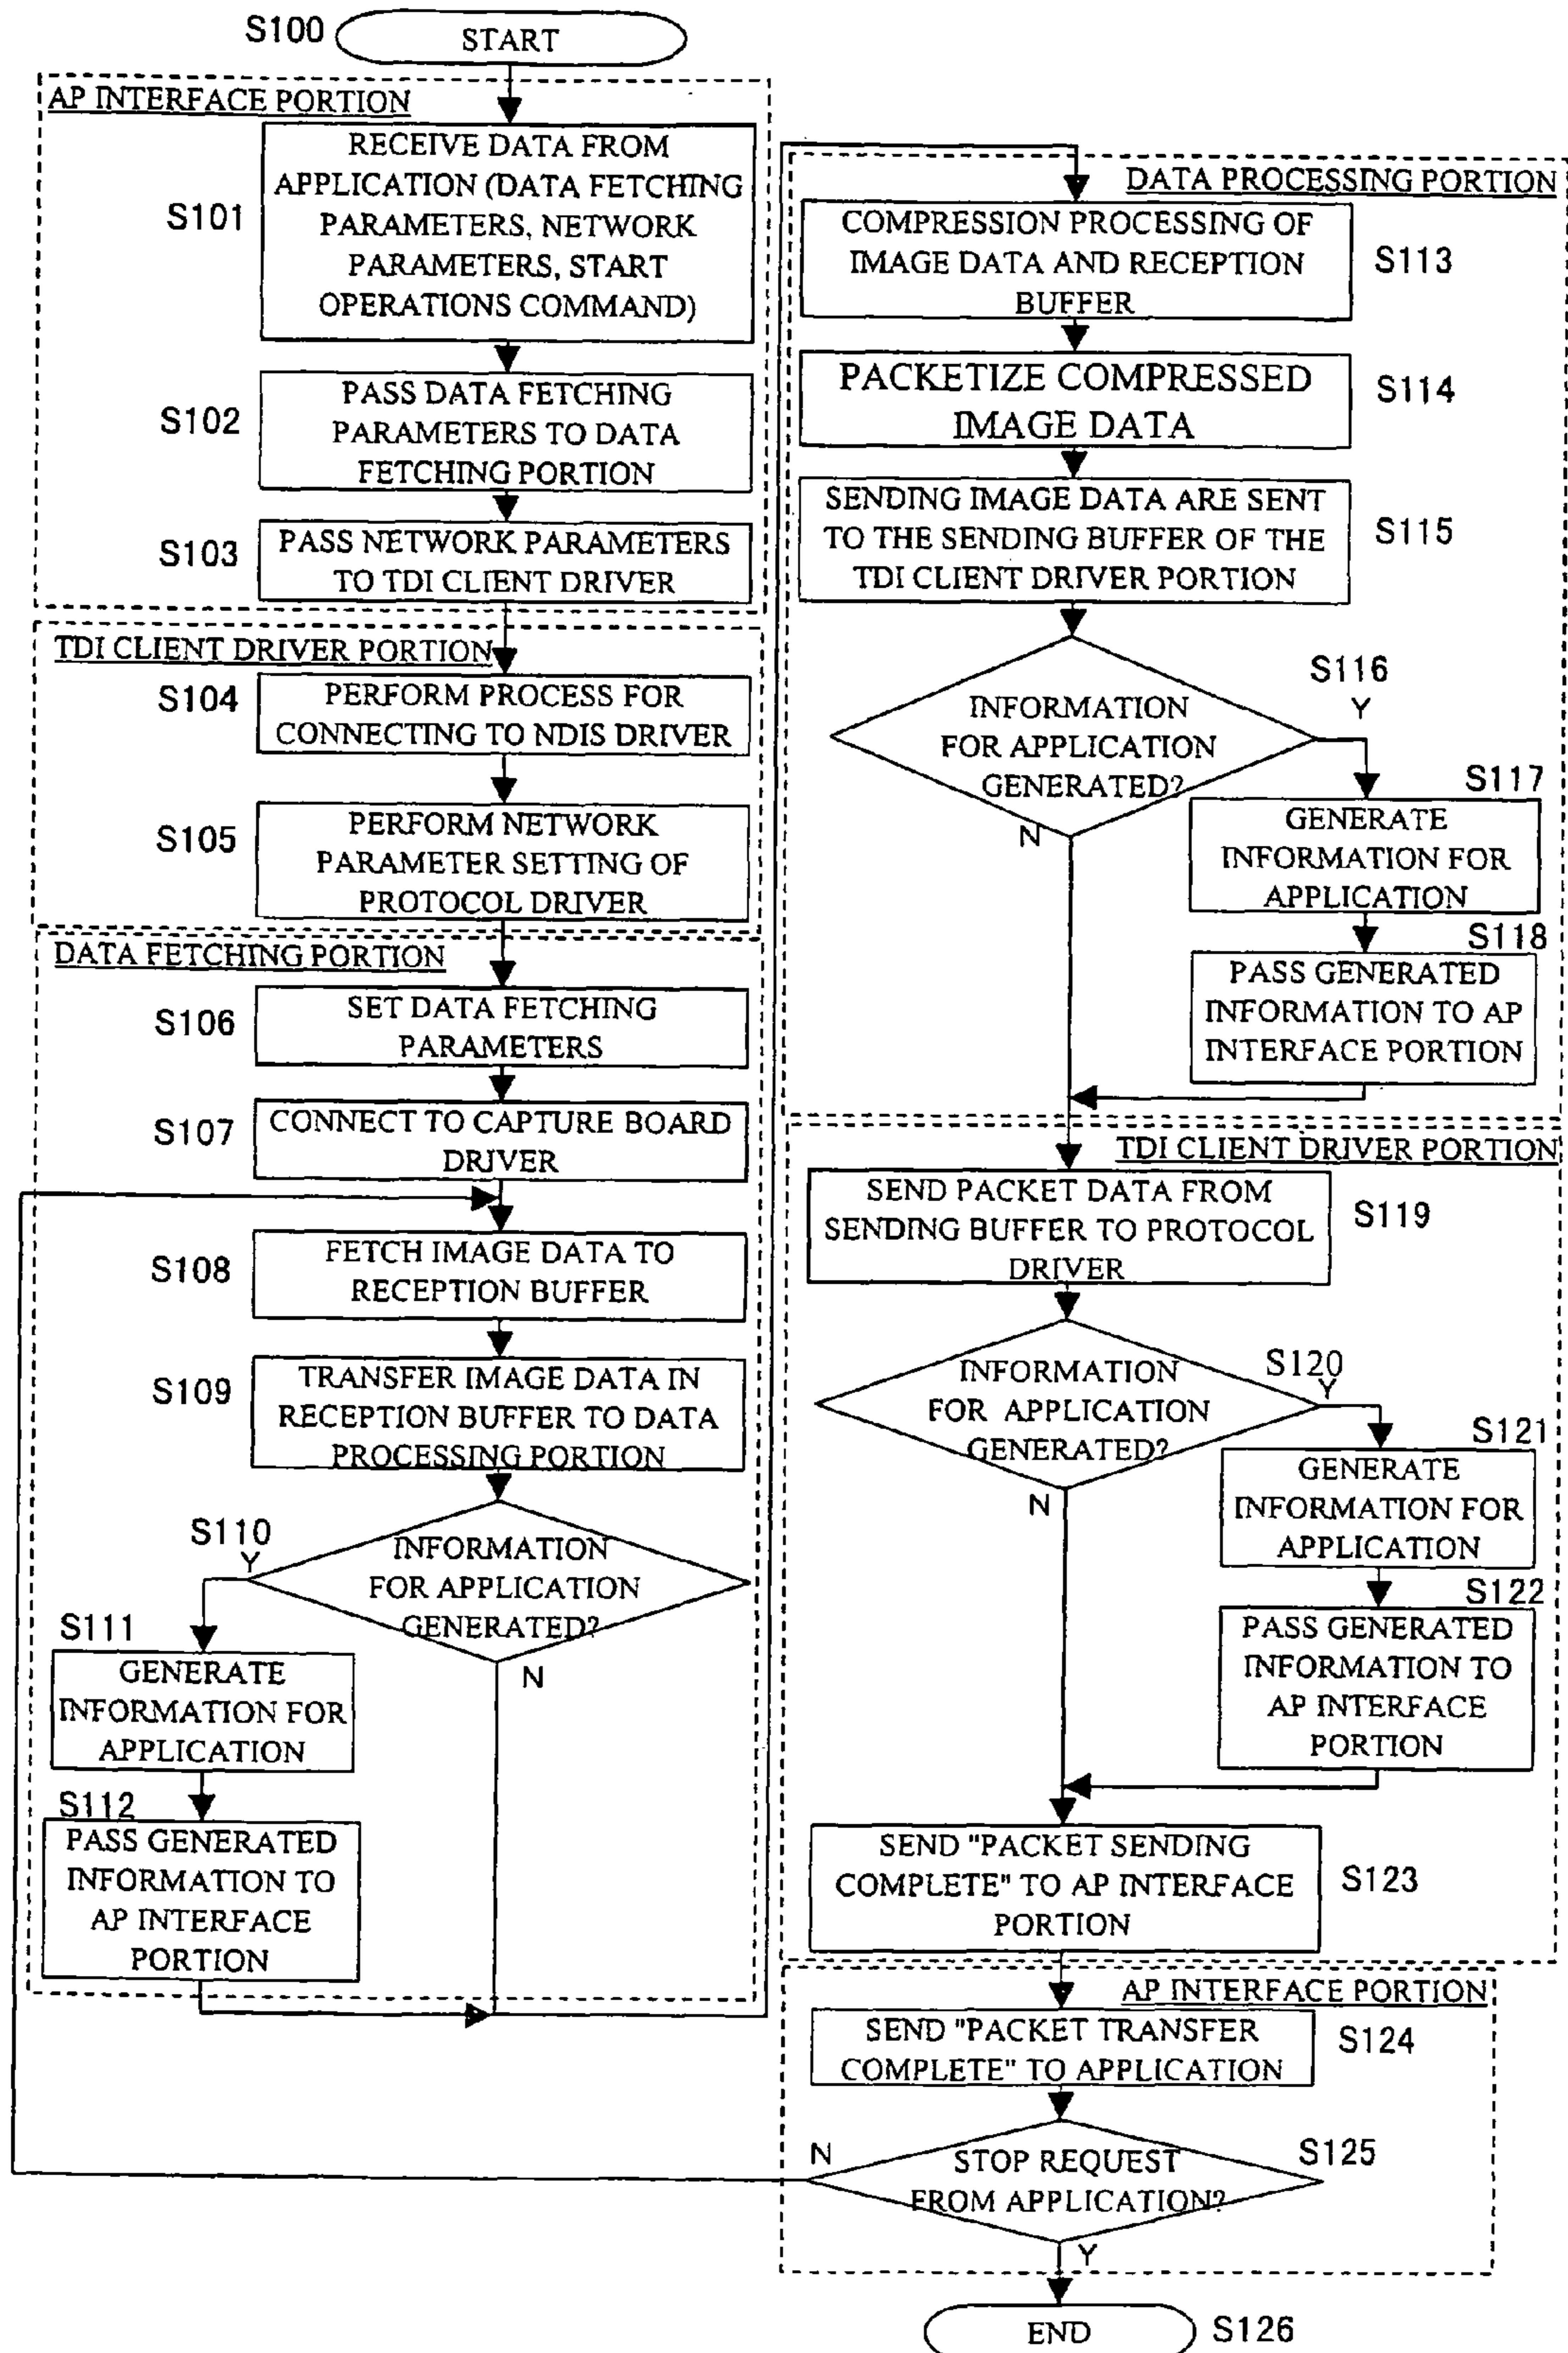 S100
START
AP INTERFACE PORTION
S101
RECEIVE DATA FROM
APPLICATION (DATA FETCHING
PARAMETERS, NETWORK
PARAMETERS, START
OPERATIONS COMMAND)
S102
PASS DATA FETCHING
PARAMETERS TO DATA
FETCHING PORTION
S103
PASS NETWORK PARAMETERS
TO TDI CLIENT DRIVER
TDI CLIENT DRIVER PORTION
S104
PERFORM PROCESS FOR
CONNECTING TO NDIS DRIVER
S105
PERFORM NETWORK
PARAMETER SETTING OF
PROTOCOL DRIVER
DATA FETCHING PORTION
S106
SET DATA FETCHING
PARAMETERS
S107
CONNECT TO CAPTURE BOARD
DRIVER
S108
FETCH IMAGE DATA TO
RECEPTION BUFFER
S109
TRANSFER IMAGE DATA IN
RECEPTION BUFFER TO DATA
PROCESSING PORTION
S110
Y
INFORMATION
FOR APPLICATION
GENERATED?
N
S111
GENERATE
INFORMATION FOR
APPLICATION
S112
PASS GENERATED
INFORMATION TO
AP INTERFACE
PORTION
DATA PROCESSING PORTION
COMPRESSION PROCESSING OF
IMAGE DATA AND RECEPTION
BUFFER
S113
PACKETIZE COMPRESSED
IMAGE DATA
S114
SENDING IMAGE DATA ARE SENT
TO THE SENDING BUFFER OF THE
TDI CLIENT DRIVER PORTION
S115
INFORMATION
FOR APPLICATION
GENERATED?
S116
Y
N
S117
GENERATE
INFORMATION FOR
APPLICATION
S118
PASS GENERATED
INFORMATION TO AP
INTERFACE PORTION
TDI CLIENT DRIVER PORTION
SEND PACKET DATA FROM
SENDING BUFFER TO PROTOCOL
DRIVER
S119
INFORMATION
FOR APPLICATION
GENERATED?
S120
Y
N
S121
GENERATE
INFORMATION FOR
APPLICATION
S122
PASS GENERATED
INFORMATION TO
AP INTERFACE
PORTION
SEND "PACKET SENDING
COMPLETE" TO AP INTERFACE
PORTION
S123
AP INTERFACE PORTION
SEND "PACKET TRANSFER
COMPLETE" TO APPLICATION
S124
N
STOP REQUEST
FROM APPLICATION?
S125
Y
END
S126